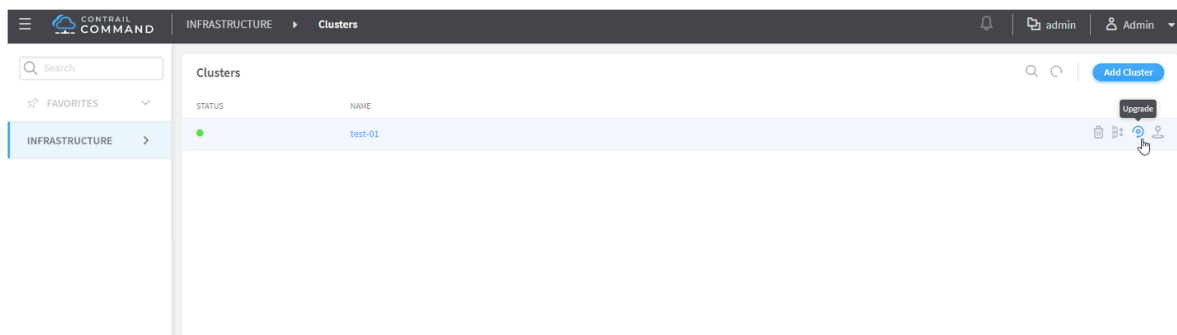 CONTRAIL
COMMAND
INFRASTRUCTURE Clusters
admin
Admin
Search
FAVORITES
INFRASTRUCTURE
Clusters
Add Cluster
STATUS NAME
Upgrade
test-01